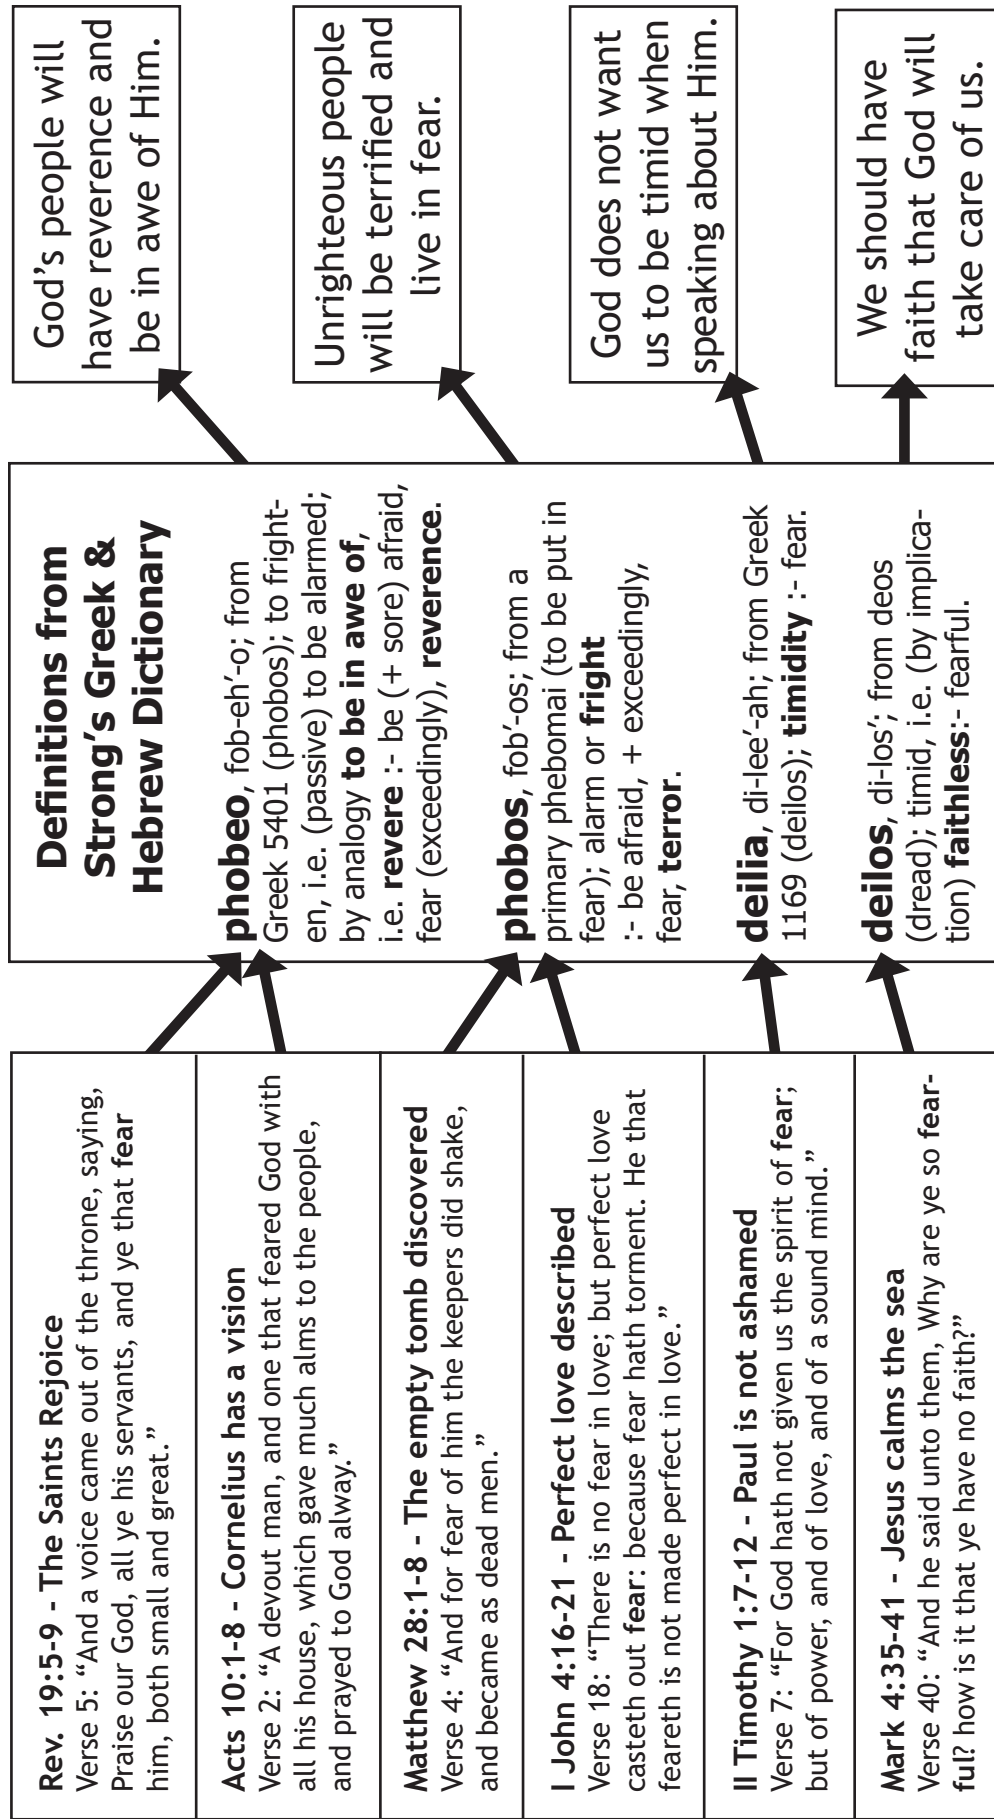 Rev. 19:5-9 - The Saints Rejoice
Verse 5: “And a voice came out of the throne, saying,
Praise our God, all ye his servants, and ye that fear
him, both small and great.”
Acts 10:1-8 - Cornelius has a vision
Verse 2: “A devout man, and one that feared God with
all his house, which gave much alms to the people,
and prayed to God alway.”
Matthew 28:1-8 - The empty tomb discovered
Verse 4: “And for fear of him the keepers did shake,
and became as dead men.”
I John 4:16-21 - Perfect love described
Verse 18: “There is no fear in love; but perfect love
casteth out fear: because fear hath torment. He that
feareth is not made perfect in love.”
II Timothy 1:7-12 - Paul is not ashamed
Verse 7: “For God hath not given us the spirit of fear;
but of power, and of love, and of a sound mind.”
Mark 4:35-41 - Jesus calms the sea
Verse 40: “And he said unto them, Why are ye so fear-
ful? how is it that ye have no faith?”
Definitions from
Strong's Greek &
Hebrew Dictionary
phobeo, fob-eh'-o; from
Greek 5401 (phobos); to fright-
en, i.e. (passive) to be alarmed;
by analogy to be in awe of,
i.e. revere :- be (+ sore) afraid,
fear (exceedingly), reverence.
phobos, fob'-os; from a
primary phebomai (to be put in
fear); alarm or fright
:- be afraid, + exceedingly,
fear, terror.
deilia, di-lee'-ah; from Greek
1169 (deilos); timidity :- fear.
deilos, di-los'; from deos
(dread); timid, i.e. (by implica-
tion) faithless:- fearful.
God's people will
have reverence and
be in awe of Him.
Unrighteous people
will be terrified and
live in fear.
God does not want
us to be timid when
speaking about Him.
We should have
faith that God will
take care of us.